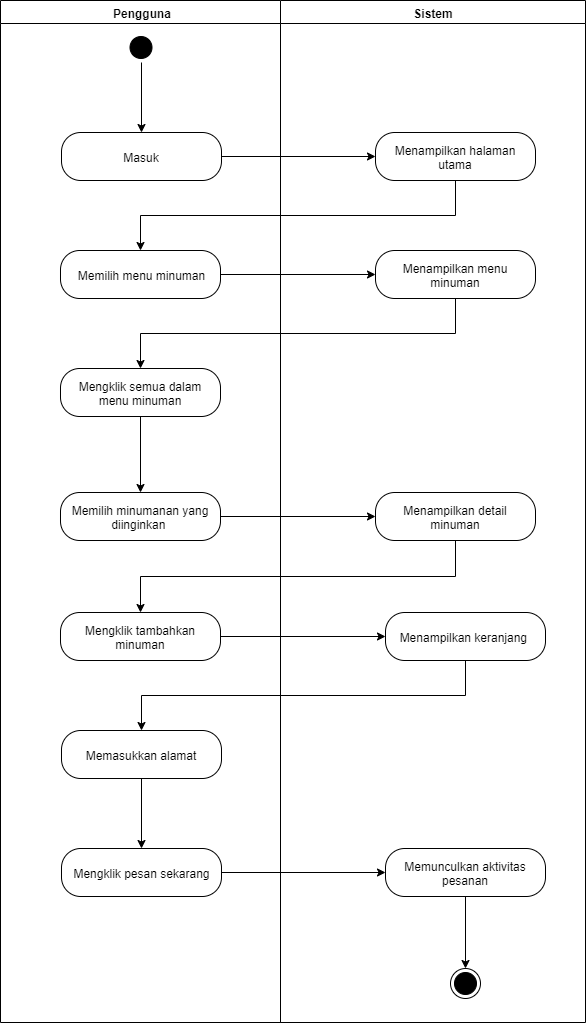 Pengguna
Sistem
Masuk
Menampilkan halaman
utama
Memilih menu minuman
Menampilkan menu
minuman
Mengklik semua dalam
menu minuman
Memilih minumanan yang
diinginkan
Menampilkan detail
minuman
Mengklik tambahkan
minuman
Menampilkan keranjang
Memasukkan alamat
Mengklik pesan sekarang
Memunculkan aktivitas
pesanan